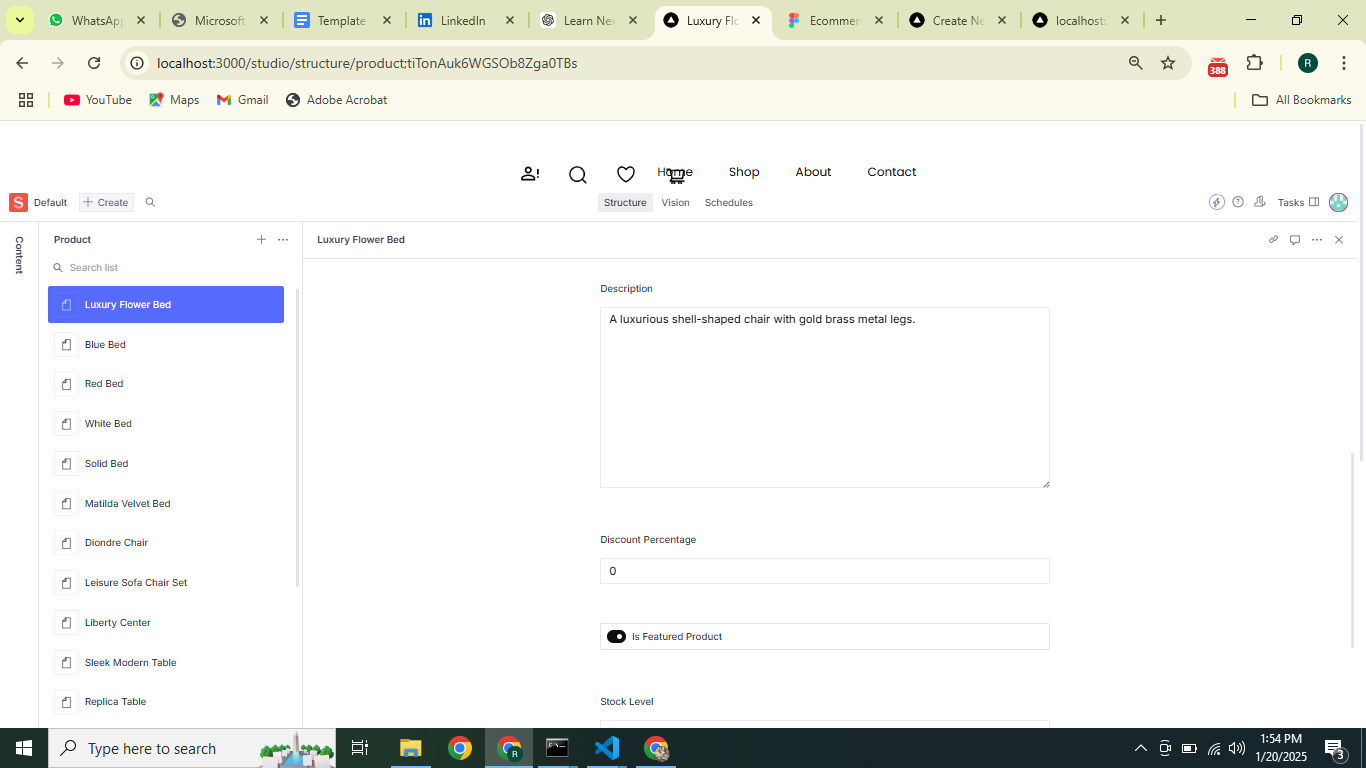 WhatsApp
Microsoft
Template
LinkedIn
Learn Nex
Luxury Flo
Ecommer
Create Ne
localhost:
localhost:3000/studio/structure/product;tiTonAuk6WGSOb8Zga0TBs
388
R
YouTube
Maps
Gmail
Adobe Acrobat
All Bookmarks
Home
Shop
About
Contact
S
Default
Create
Structure
Vision
Schedules
Tasks
Content
Product
Search list
Luxury Flower Bed
Blue Bed
Red Bed
White Bed
Solid Bed
Matilda Velvet Bed
Diondre Chair
Leisure Sofa Chair Set
Liberty Center
Sleek Modern Table
Replica Table
Luxury Flower Bed
Description
A luxurious shell-shaped chair with gold brass metal legs.
Discount Percentage
0
Is Featured Product
Stock Level
Type here to search
R
1:54 PM
1/20/2025
3